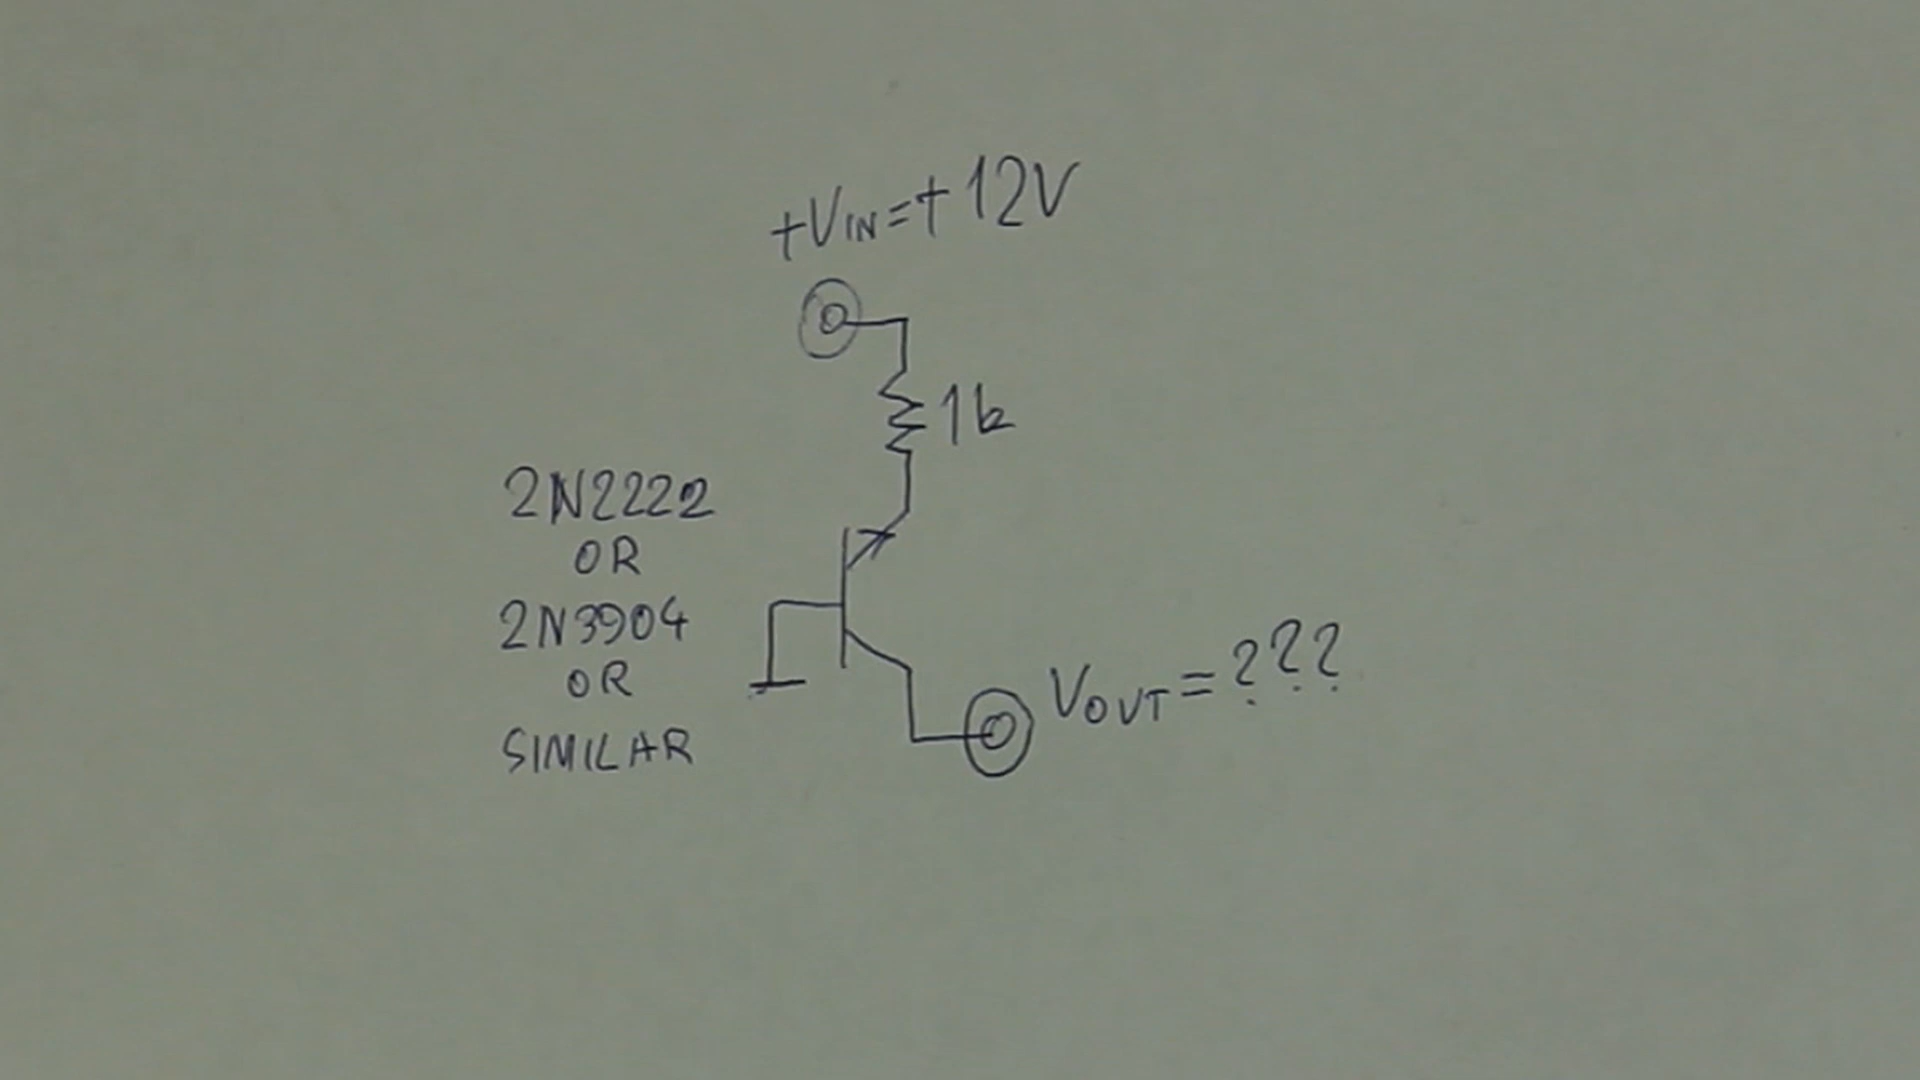 +VIN=+12V
1k
2N2222
OR
2N3904
OR
SIMILAR
VOUT=???